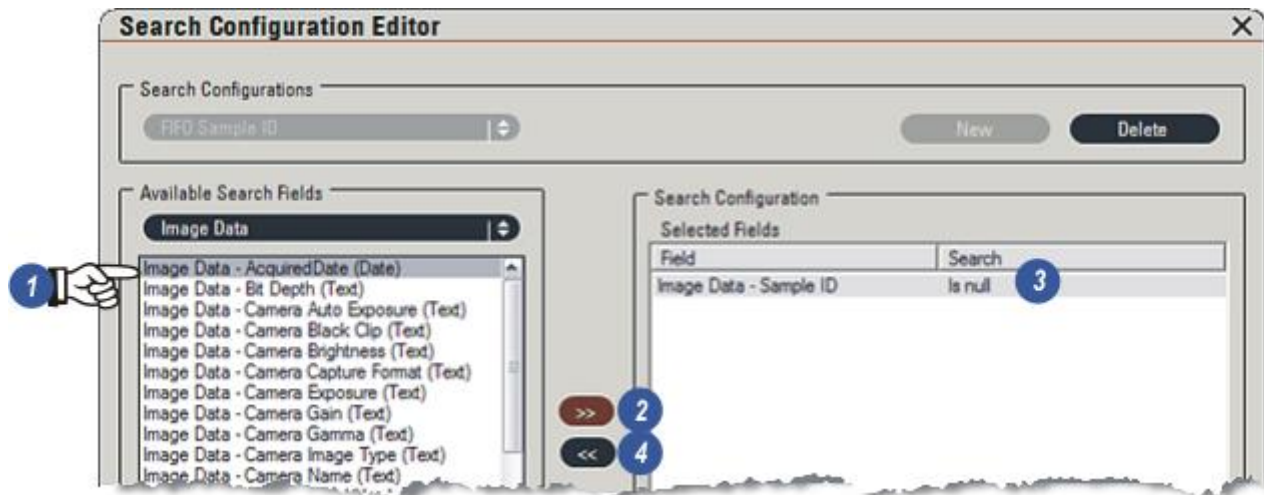 Search Configuration Editor
Search Configurations
FIFO Sample ID
New
Delete
Available Search Fields
Image Data
Image Data - AcquiredDate (Date)
Image Data - Bit Depth (Text)
Image Data - Camera Auto Exposure (Text)
Image Data - Camera Black Clip (Text)
Image Data - Camera Brightness (Text)
Image Data - Camera Capture Format (Text)
Image Data - Camera Exposure (Text)
Image Data - Camera Gain (Text)
Image Data - Camera Gamma (Text)
Image Data - Camera Image Type (Text)
Image Data - Camera Name (Text)
1
>> 2
<< 4
Search Configuration
Selected Fields
Field Search
Image Data - Sample ID Is null 3